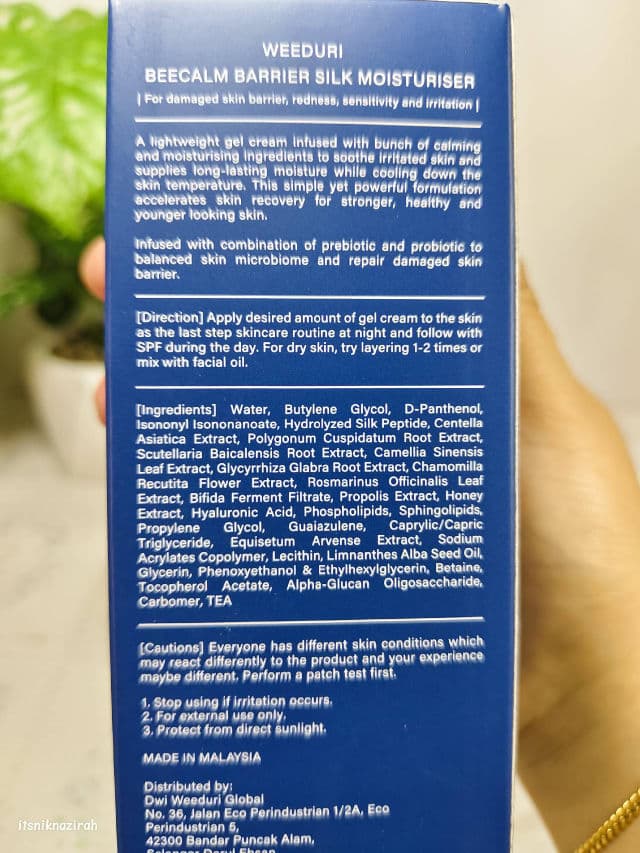 WEEDURI
BEECALM BARRIER SILK MOISTURISER
| For damaged skin barrier, redness, sensitivity and irritation |
A lightweight gel cream infused with bunch of calming
and moisturising ingredients to soothe irritated skin and
supplies long-lasting moisture while cooling down the
skin temperature. This simple yet powerful formulation
accelerates skin recovery for stronger, healthy and
younger looking skin.
Infused with combination of prebiotic and probiotic to
balanced skin microbiome and repair damaged skin
barrier.
[Direction] Apply desired amount of gel cream to the skin
as the last step skincare routine at night and follow with
SPF during the day. For dry skin, try layering 1-2 times or
mix with facial oil.
[Ingredients] Water, Butylene Glycol, D-Panthenol,
Isononyl Isononanoate, Hydrolyzed Silk Peptide, Centella
Asiatica Extract, Polygonum Cuspidatum Root Extract,
Scutellaria Baicalensis Root Extract, Camellia Sinensis
Leaf Extract, Glycyrrhiza Glabra Root Extract, Chamomilla
Recutita Flower Extract, Rosmarinus Officinalis Leaf
Extract, Bifida Ferment Filtrate, Propolis Extract, Honey
Extract, Hyaluronic Acid, Phospholipids, Sphingolipids,
Propylene Glycol, Guaiazulene, Caprylic/Capric
Triglyceride, Equisetum Arvense Extract, Sodium
Acrylates Copolymer, Lecithin, Limnanthes Alba Seed Oil,
Glycerin, Phenoxyethanol & Ethylhexylglycerin, Betaine,
Tocopherol Acetate, Alpha-Glucan Oligosaccharide,
Carbomer, TEA
[Cautions] Everyone has different skin conditions which
may react differently to the product and your experience
maybe different. Perform a patch test first.
1. Stop using if irritation occurs.
2. For external use only.
3. Protect from direct sunlight.
MADE IN MALAYSIA
Distributed by:
Dwi Weeduri Global
No. 36, Jalan Eco Perindustrian 1/2A, Eco
Perindustrian 5,
42300 Bandar Puncak Alam,
Selangor Darul Ehsan
itsniknazirah